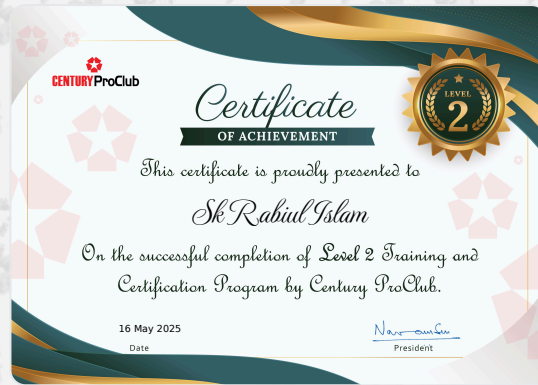 CENTURY ProClub
Certificate
OF ACHIEVEMENT
LEVEL
2
This certificate is proudly presented to
Sk Rabiul Islam
On the successful completion of Level 2 Training and
Certification Program by Century ProClub.
16 May 2025
Date
President